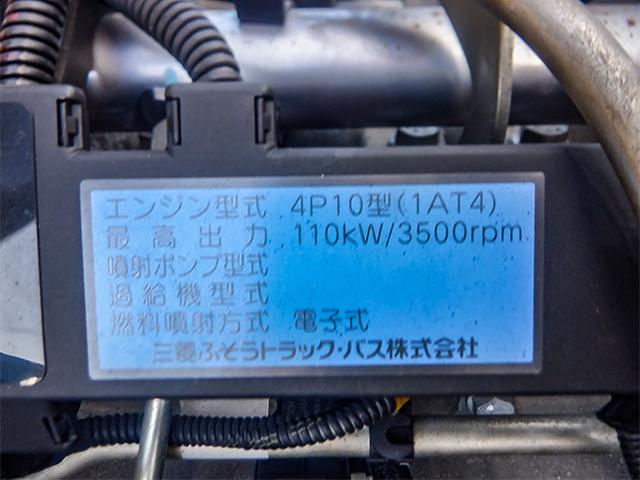 エンジン型式 4P10型(1AT4)
最高出力 110kW/3500rpm
噴射ポンプ型式
過給機型式
燃料噴射方式 電子式
三菱ふそうトラック・バス株式会社